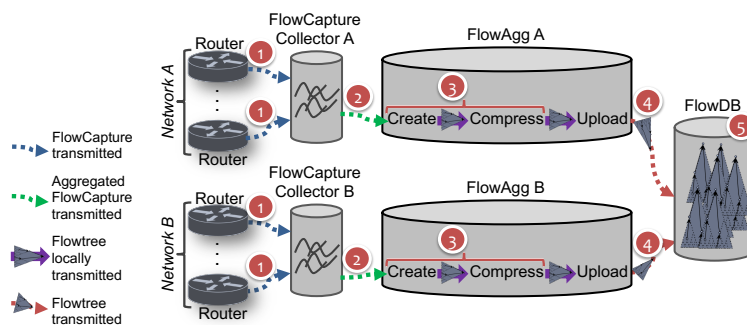 Router
1
FlowCapture
Collector A
FlowAgg A
Network A
1
2
3
4
FlowDB
5
Create
Compress
Upload
Router
FlowCapture
transmitted
Aggregated
FlowCapture
transmitted
Flowtree
locally
transmitted
Flowtree
transmitted
Router
1
FlowCapture
Collector B
FlowAgg B
Network B
1
2
3
4
Create
Compress
Upload
Router